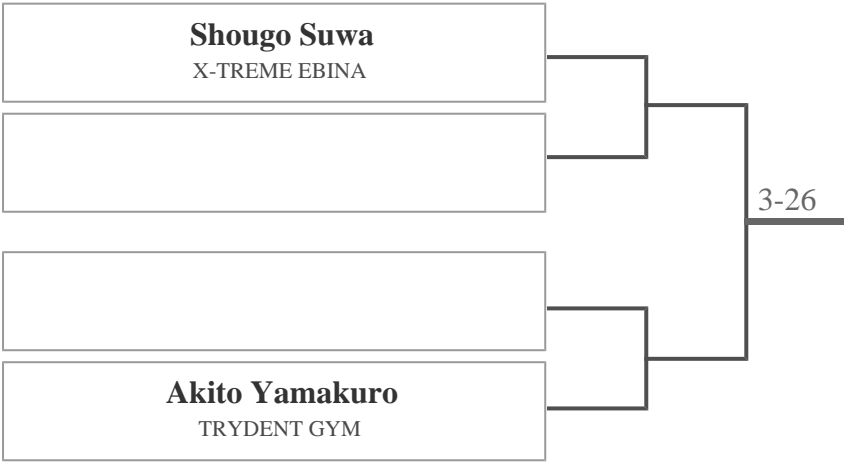 Shougo Suwa
X-TREME EBINA
3-26
Akito Yamakuro
TRYDENT GYM